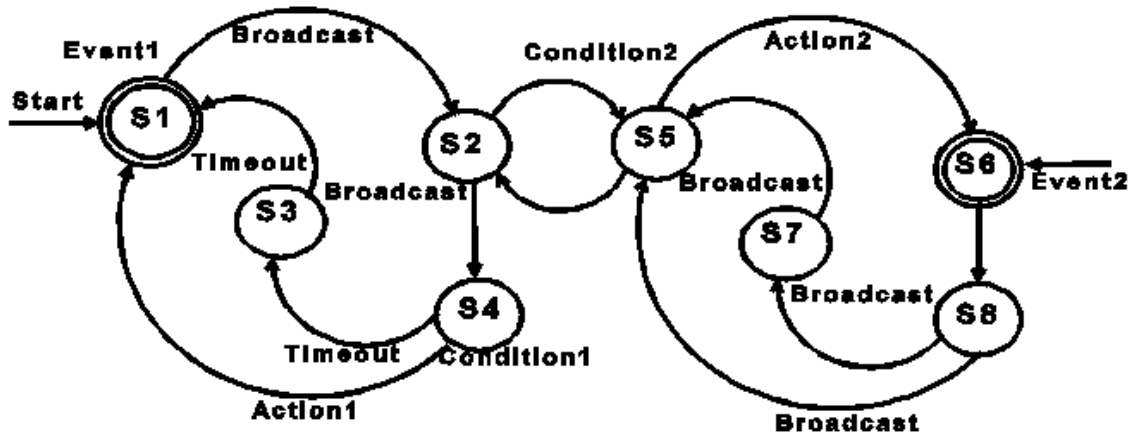 Event1
Broadcast
Condition2
Action2
Start
S1
S2
S5
S6
Timeout
Broadcast
Broadcast
Event2
S3
S7
S4
Broadcast
S8
Timeout
Condition1
Action1
Broadcast